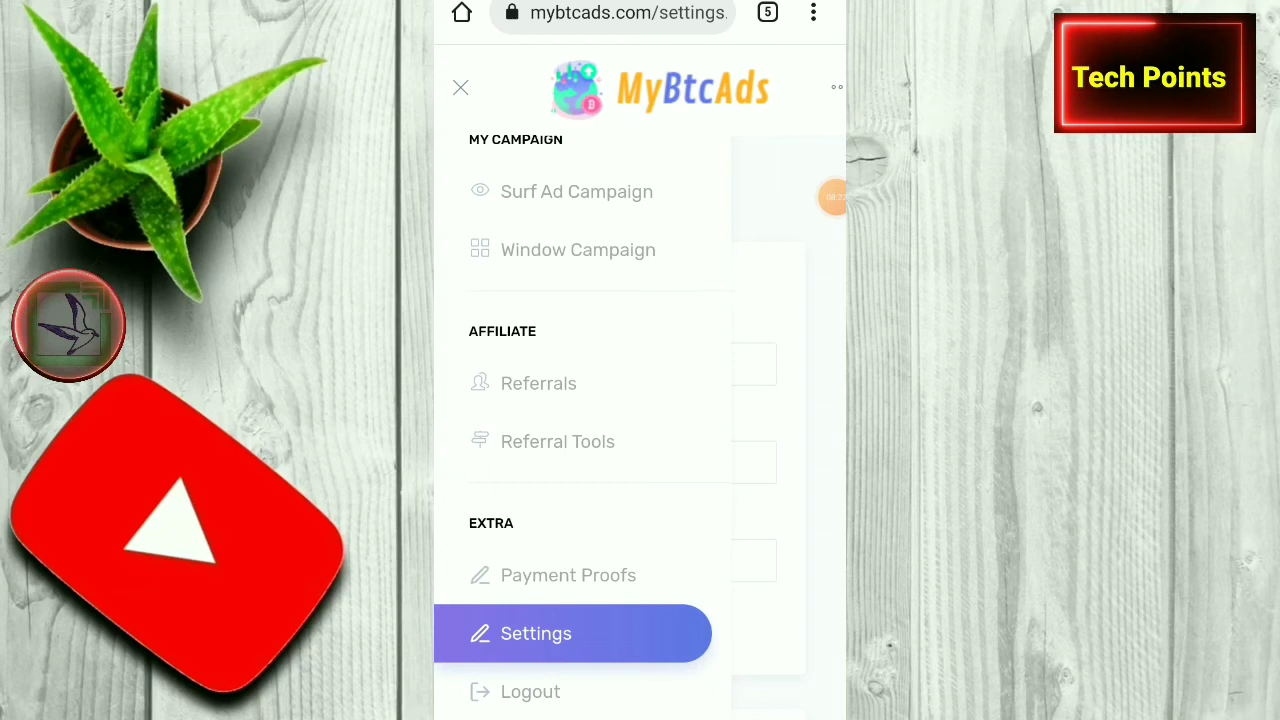 mybtcads.com/settings.
5
MyBtcAds
Tech Points
MY CAMPAIGN
Surf Ad Campaign
Window Campaign
AFFILIATE
Referrals
Referral Tools
EXTRA
Payment Proofs
Settings
Logout